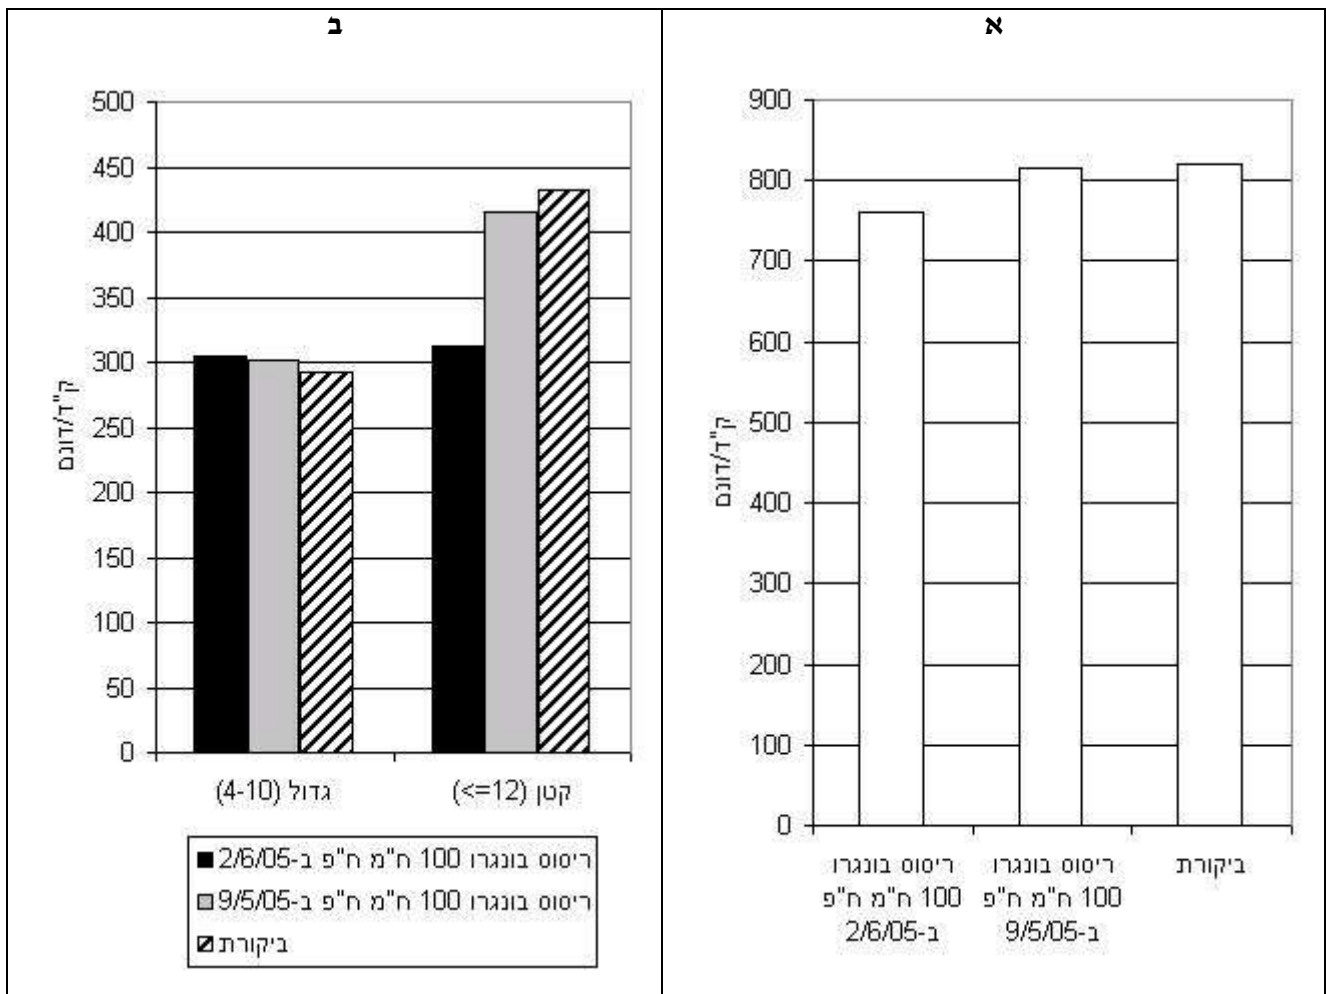 א
900
800
700
600
500
400
300
200
100
0
ק"ד/דונם
ריסוס בונגרו
100 ח"מ ח"פ
ב-2/6/05
ריסוס בונגרו
100 ח"מ ח"פ
ב-9/5/05
ביקורת
ב
500
450
400
350
300
250
200
150
100
50
0
ק"ד/דונם
גדול (4-10)
קטן (12=>)
ריסוס בונגרו 100 ח"מ ח"פ ב-2/6/05
ריסוס בונגרו 100 ח"מ ח"פ ב-9/5/05
ביקורת